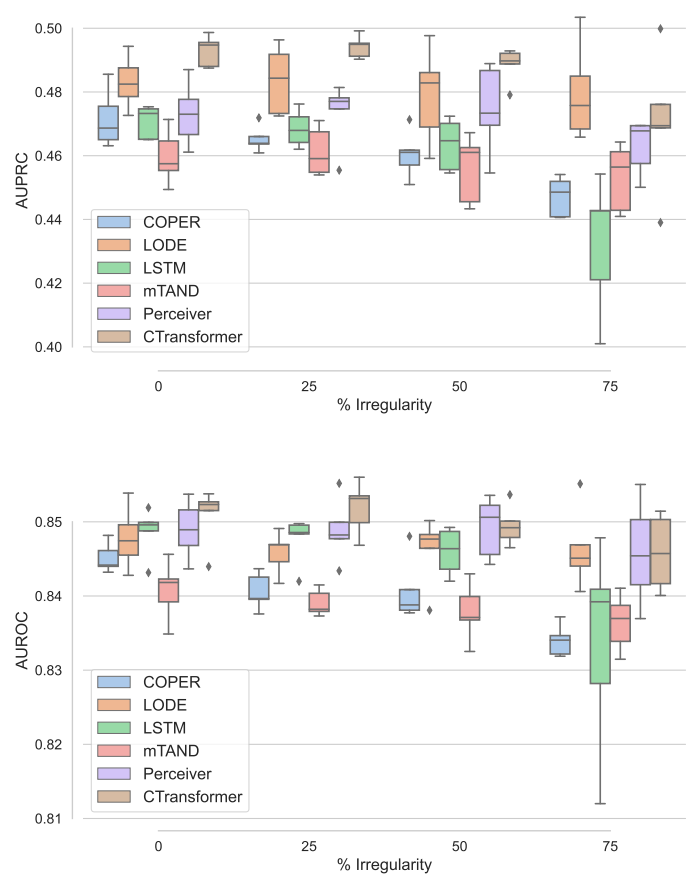 0.50
0.48
0.46
0.44
0.42
0.40
AUPRC
COPER
LODE
LSTM
mTAND
Perceiver
CTransformer
0 25 50 75
% Irregularity
0.85
0.84
0.83
0.82
0.81
AUROC
COPER
LODE
LSTM
mTAND
Perceiver
CTransformer
0 25 50 75
% Irregularity